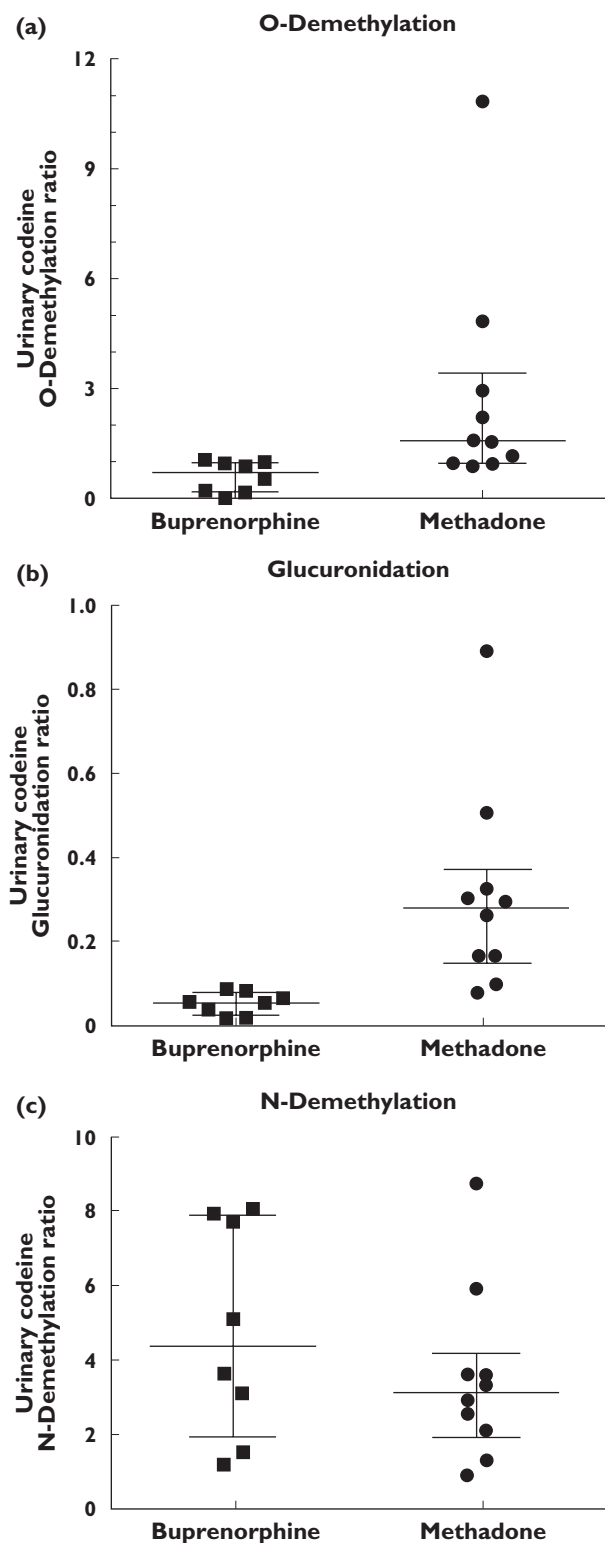 (a)
O-Demethylation
Urinary codeine
O-Demethylation ratio
12
9
6
3
0
Buprenorphine
Methadone
(b)
Glucuronidation
Urinary codeine
Glucuronidation ratio
1.0
0.8
0.6
0.4
0.2
0
Buprenorphine
Methadone
(c)
N-Demethylation
Urinary codeine
N-Demethylation ratio
10
8
6
4
2
0
Buprenorphine
Methadone